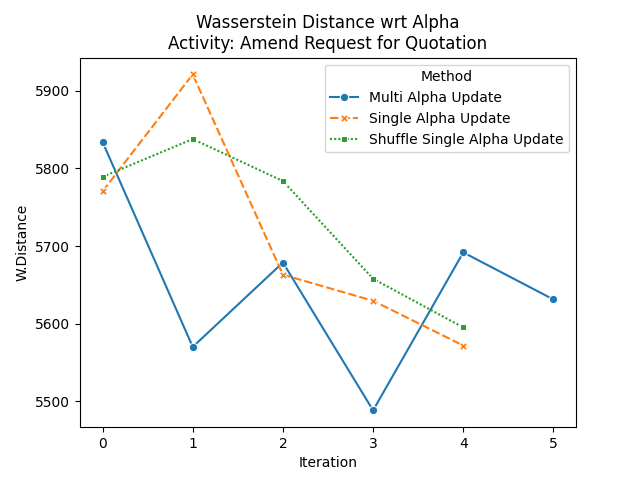 Wasserstein Distance wrt Alpha
Activity: Amend Request for Quotation
Method
Multi Alpha Update
Single Alpha Update
Shuffle Single Alpha Update
W.Distance
5900
5800
5700
5600
5500
0 1 2 3 4 5
Iteration